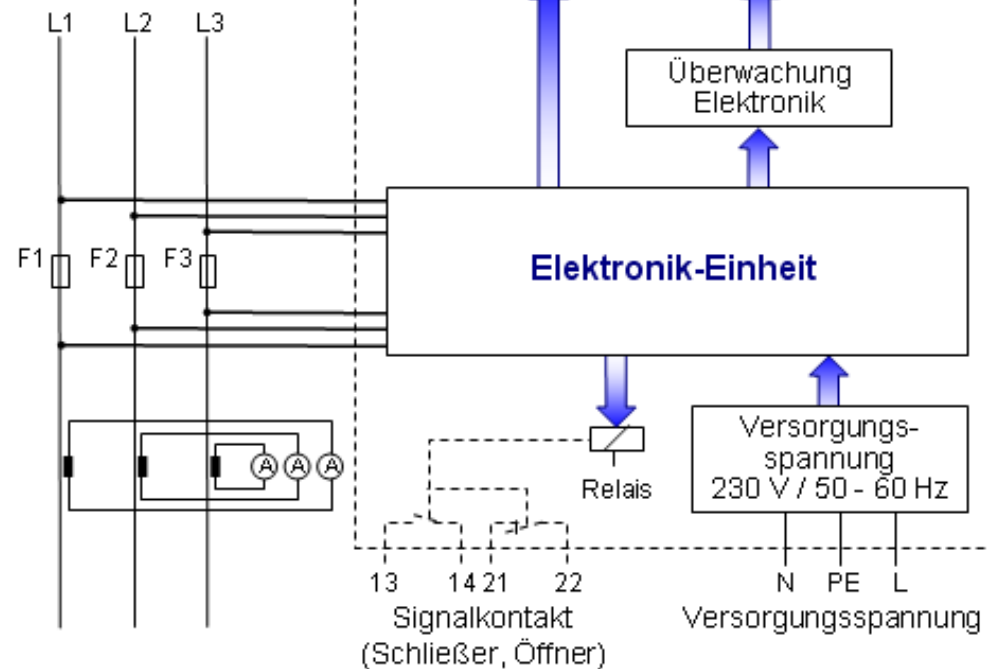 L1 L2 L3
Überwachung
Elektronik
F1 F2 F3
Elektronik-Einheit
A A A
Relais
Versorgungs-
spannung
230 V / 50 - 60 Hz
13 14 21 22
Signalkontakt
(Schließer, Öffner)
N PE L
Versorgungsspannung